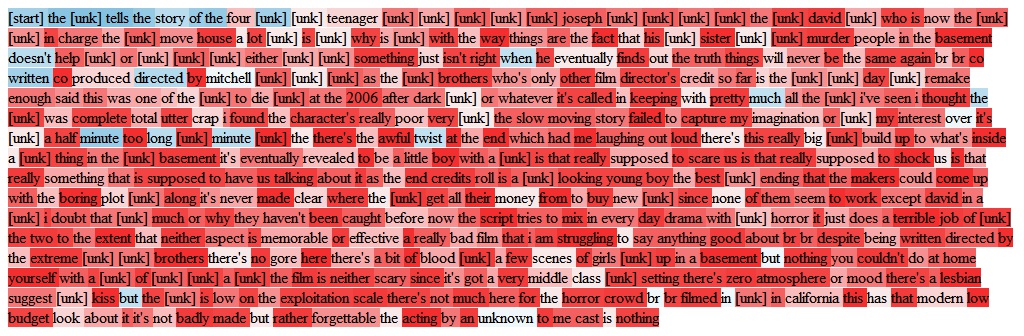 [start] the [unk] tells the story of the four [unk] [unk] teenager [unk] [unk] [unk] [unk] [unk] joseph [unk] [unk] [unk] [unk] [unk] the [unk] david [unk] who is now the [unk]
[unk] in charge the [unk] move house a lot [unk] is [unk] why is [unk] with the way things are the fact that his [unk] sister [unk] [unk] murder people in the basement
doesn't help [unk] or [unk] [unk] [unk] either [unk] [unk] something just isn't right when he eventually finds out the truth things will never be the same again br br co
written co produced directed by mitchell [unk] [unk] [unk] as the [unk] brothers who's only other film director's credit so far is the [unk] [unk] day [unk] remake
enough said this was one of the [unk] to die [unk] at the 2006 after dark [unk] or whatever it's called in keeping with pretty much all the [unk] i've seen i thought the
[unk] was complete total utter crap i found the character's really poor very [unk] the slow moving story failed to capture my imagination or [unk] my interest over it's
[unk] a half minute too long [unk] minute [unk] the there's the awful twist at the end which had me laughing out loud there's this really big [unk] build up to what's inside
a [unk] thing in the [unk] basement it's eventually revealed to be a little boy with a [unk] is that really supposed to scare us is that really supposed to shock us is that
really something that is supposed to have us talking about it as the end credits roll is a [unk] looking young boy the best [unk] ending that the makers could come up
with the boring plot [unk] along it's never made clear where the [unk] get all their money from to buy new [unk] since none of them seem to work except david in a
[unk] i doubt that [unk] much or why they haven't been caught before now the script tries to mix in every day drama with [unk] horror it just does a terrible job of [unk]
the two to the extent that neither aspect is memorable or effective a really bad film that i am struggling to say anything good about br br despite being written directed by
the extreme [unk] [unk] brothers there's no gore here there's a bit of blood [unk] a few scenes of girls [unk] up in a basement but nothing you couldn't do at home
yourself with a [unk] of [unk] [unk] a [unk] the film is neither scary since it's got a very middle class [unk] setting there's zero atmosphere or mood there's a lesbian
suggest [unk] kiss but the [unk] is low on the exploitation scale there's not much here for the horror crowd br br filmed in [unk] in california this has that modern low
budget look about it it's not badly made but rather forgettable the acting by an unknown to me cast is nothing